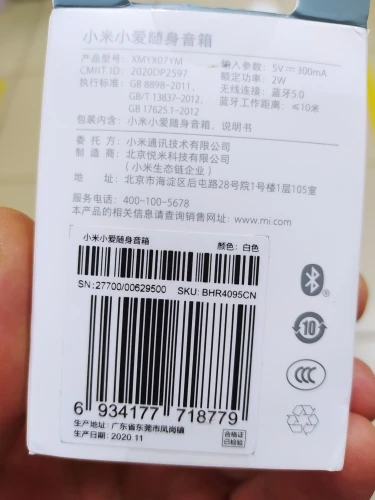 小米小爱随身音箱
产品型号: XMYX07YM 输入参数: 5V⎓300mA
CMIIT ID: 2020DP2597 额定功率: 2W
执行标准: GB 8898-2011, 无线连接: 蓝牙5.0
GB/T 13837-2012, 蓝牙工作距离: ≤10米
GB 17625.1-2012
包装内含: 小米小爱随身音箱、说明书
委托方: 小米通讯技术有限公司
制造商: 北京悦米科技有限公司
(小米生态链企业)
地址: 北京市海淀区后屯路28号院1号楼1层105室
服务电话: 400-100-5678
本产品的相关信息请查询销售网址: www.mi.com
小米小爱随身音箱 颜色: 白色
SN:27700/00629500 SKU: BHR4095CN
6 934177 718779
生产地址: 广东省东莞市凤岗镇
生产日期: 2020.11
合格证
已检验
10
CCC